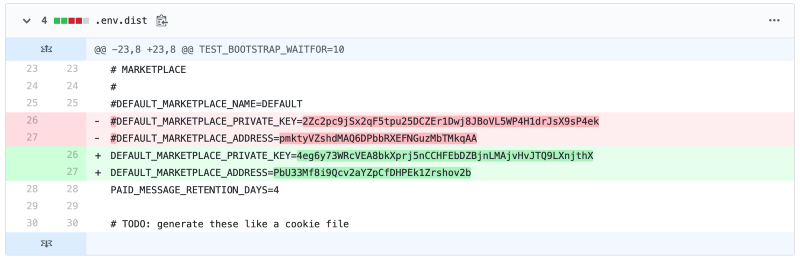 4 .env.dist
@@ -23,8 +23,8 @@ TEST_BOOTSTRAP_WAITFOR=10
23 23 # MARKETPLACE
24 24 #
25 25 #DEFAULT_MARKETPLACE_NAME=DEFAULT
26 - #DEFAULT_MARKETPLACE_PRIVATE_KEY=2Zc2pc9jSx2qF5tpu25DCZEr1Dwj8JBoVL5WP4H1drJsX9sP4ek
27 - #DEFAULT_MARKETPLACE_ADDRESS=pmktyVZshdMAQ6DPbbRXEFNGuzMbTMkqAA
26 + DEFAULT_MARKETPLACE_PRIVATE_KEY=4eg6y73WRcVEA8bkXprj5nCCHFEbDZBjnLMAjvHvJTQ9LXnjthX
27 + DEFAULT_MARKETPLACE_ADDRESS=PbU33Mf8i9Qcv2aYZpCfDHPEk1Zrshov2b
28 28 PAID_MESSAGE_RETENTION_DAYS=4
29 29
30 30 # TODO: generate these like a cookie file